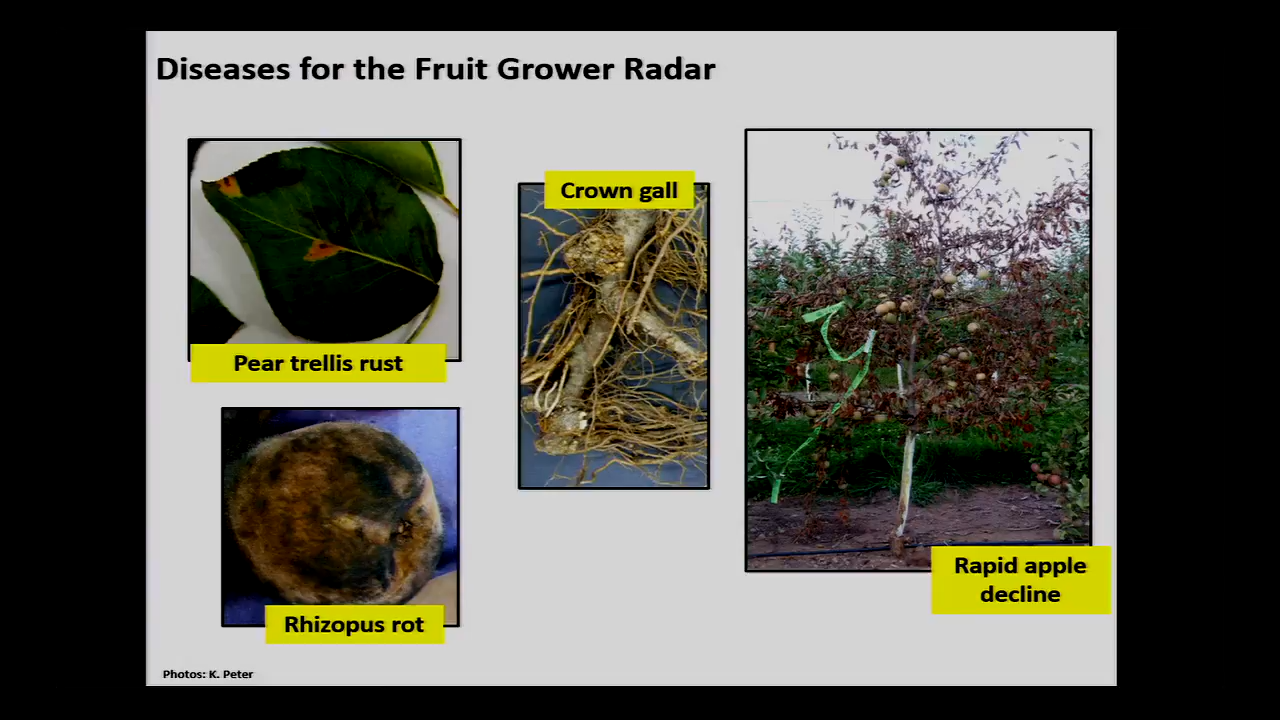 Diseases for the Fruit Grower Radar
Pear trellis rust
Crown gall
Rhizopus rot
Rapid apple
decline
Photos: K. Peter